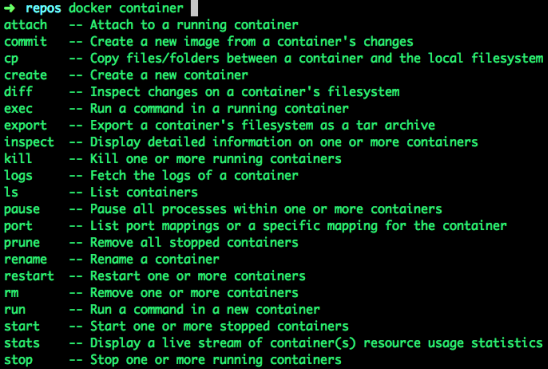 ➜ repos docker container
attach -- Attach to a running container
commit -- Create a new image from a container's changes
cp -- Copy files/folders between a container and the local filesystem
create -- Create a new container
diff -- Inspect changes on a container's filesystem
exec -- Run a command in a running container
export -- Export a container's filesystem as a tar archive
inspect -- Display detailed information on one or more containers
kill -- Kill one or more running containers
logs -- Fetch the logs of a container
ls -- List containers
pause -- Pause all processes within one or more containers
port -- List port mappings or a specific mapping for the container
prune -- Remove all stopped containers
rename -- Rename a container
restart -- Restart one or more containers
rm -- Remove one or more containers
run -- Run a command in a new container
start -- Start one or more stopped containers
stats -- Display a live stream of container(s) resource usage statistics
stop -- Stop one or more running containers